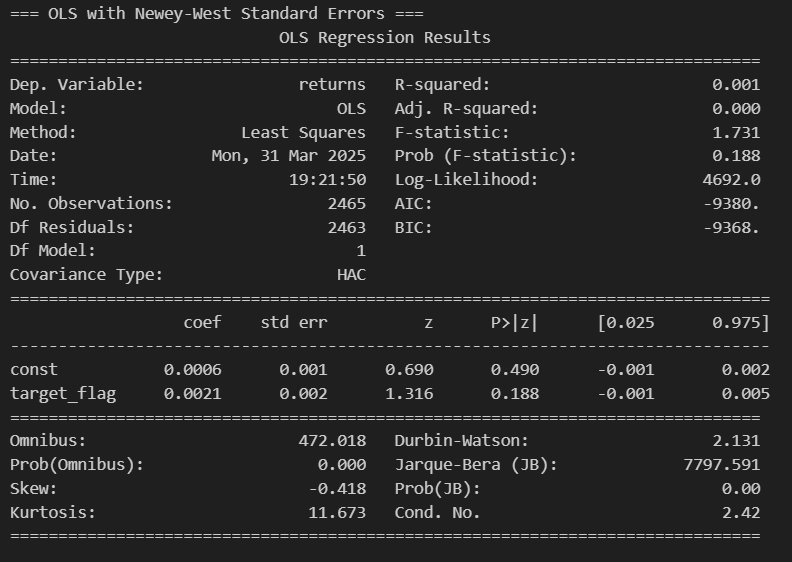 === OLS with Newey-West Standard Errors ===
                            OLS Regression Results
==============================================================================
Dep. Variable:                returns   R-squared:                       0.001
Model:                            OLS   Adj. R-squared:                  0.000
Method:                 Least Squares   F-statistic:                     1.731
Date:                Mon, 31 Mar 2025   Prob (F-statistic):              0.188
Time:                        19:21:50   Log-Likelihood:                 4692.0
No. Observations:                2465   AIC:                            -9380.
Df Residuals:                    2463   BIC:                            -9368.
Df Model:                           1
Covariance Type:                  HAC
===============================================================================
                  coef    std err          z      P>|z|      [0.025      0.975]
-------------------------------------------------------------------------------
const           0.0006      0.001      0.690      0.490      -0.001       0.002
target_flag     0.0021      0.002      1.316      0.188      -0.001       0.005
==============================================================================
Omnibus:                      472.018   Durbin-Watson:                   2.131
Prob(Omnibus):                  0.000   Jarque-Bera (JB):             7797.591
Skew:                          -0.418   Prob(JB):                         0.00
Kurtosis:                      11.673   Cond. No.                         2.42
==============================================================================